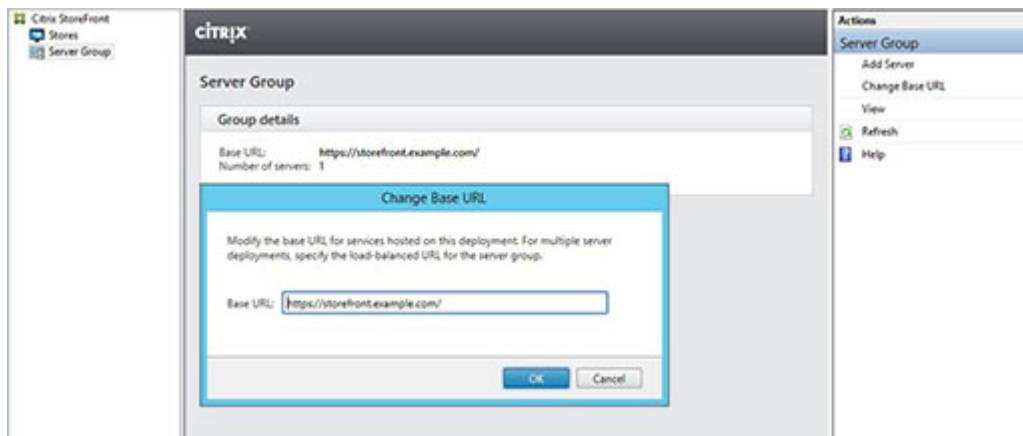 Citrix StoreFront
Stores
Server Group
CITRIX
Server Group
Group details
Base URL: https://storefront.example.com/
Number of servers: 1
Change Base URL
Modify the base URL for services hosted on this deployment. For multiple server
deployments, specify the load-balanced URL for the server group.
Base URL: https://storefront.example.com/
OK
Cancel
Actions
Server Group
Add Server
Change Base URL
View
Refresh
Help